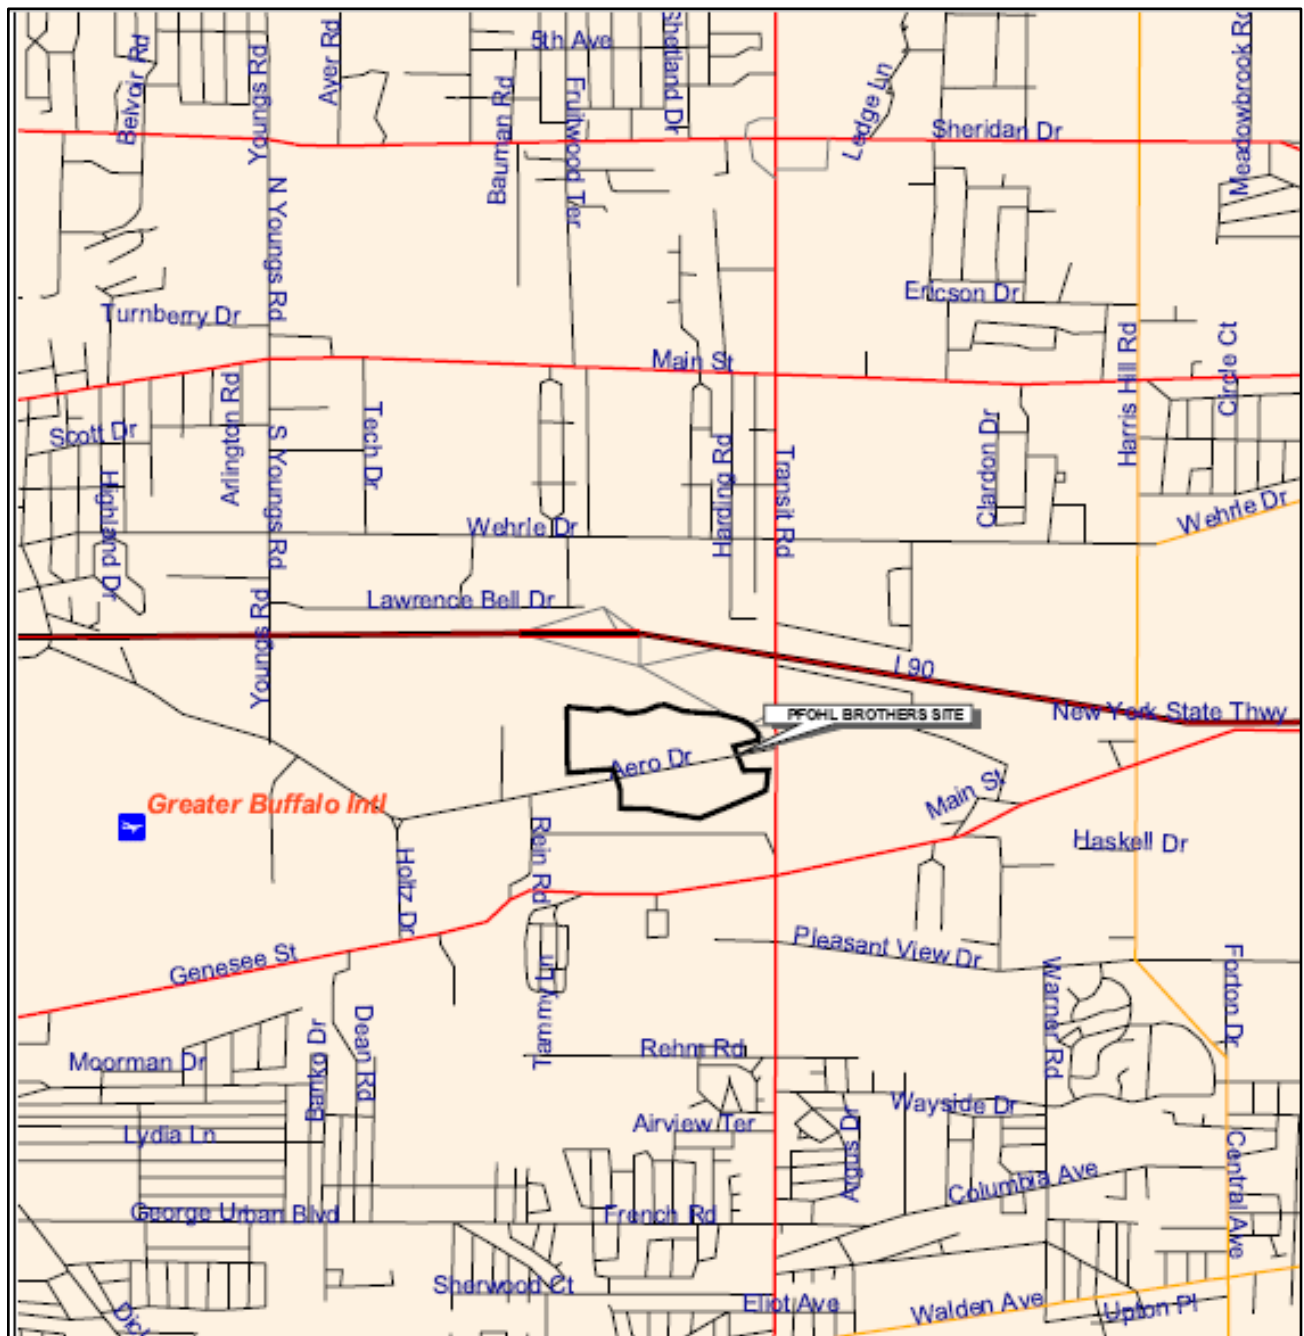 Belvoir Rd
Youngs Rd
Ayer Rd
5th Ave
Bauman Rd
Fruitwood Ter
Shetland Dr
Ledge Ln
Sheridan Dr
Meadowbrook Rd
N Youngs Rd
Turnberry Dr
Ericson Dr
Main St
Harris Hill Rd
Circle Ct
Scott Dr
Arlington Rd
S Youngs Rd
Tech Dr
Harding Rd
Transit Rd
Clardon Dr
Highland Dr
Wehrle Dr
Wehrle Dr
Lawrence Bell Dr
Youngs Rd
I 90
PFOHL BROTHERS SITE
New York State Thwy
Aero Dr
Greater Buffalo Intl
Main St
Rein Rd
Haskell Dr
Holtz Dr
Genesee St
Pleasant View Dr
Tammy Ln
Warner Rd
Forton Dr
Moorman Dr
Banko Dr
Dean Rd
Rehm Rd
Wayside Dr
Lydia Ln
Airview Ter
Columbia Ave
Central Ave
George Urban Blvd
French Rd
Sherwood Ct
Eliot Ave
Walden Ave
Upton Pl